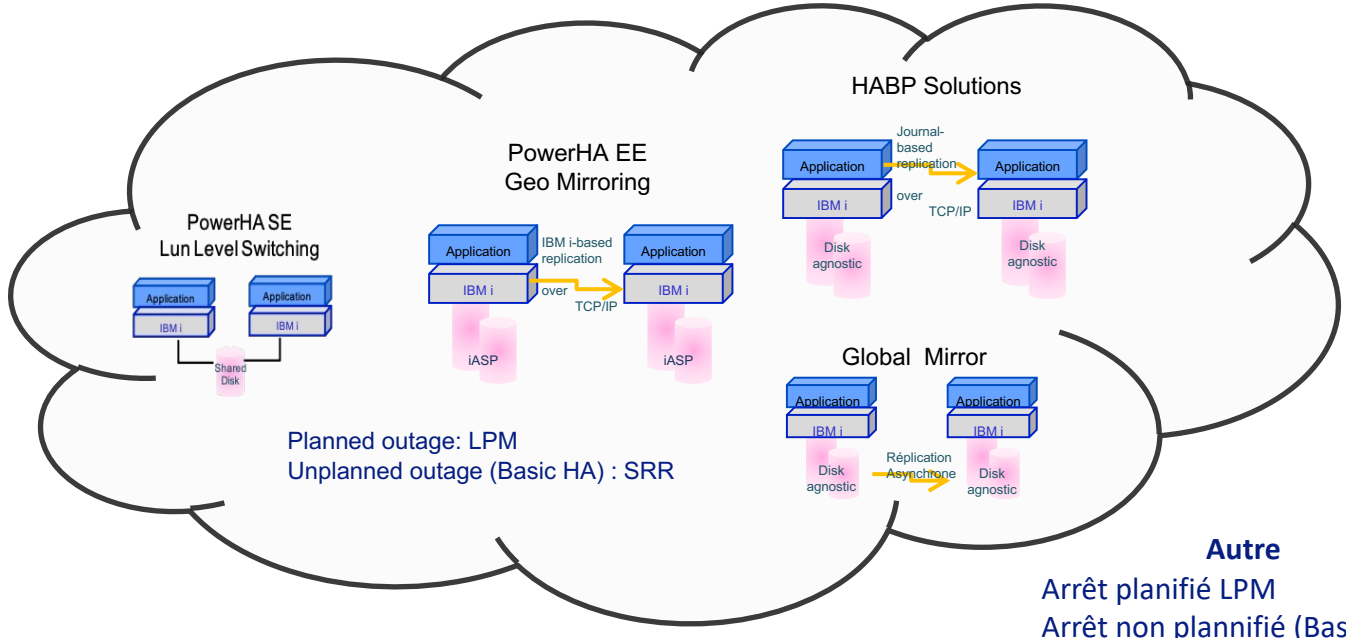 HABP Solutions
Journal-
based
replication
Application
Application
IBM i
IBM i
over
TCP/IP
Disk
agnostic
Disk
agnostic
PowerHA EE
Geo Mirroring
Application
IBM i-based
replication
Application
IBM i
over
IBM i
TCP/IP
iASP
iASP
PowerHA SE
Lun Level Switching
Application
Application
IBM i
IBM i
Shared
Disk
Global Mirror
Application
Application
IBM i
IBM i
Disk
agnostic
Réplication
Asynchrone
Disk
agnostic
Planned outage: LPM
Unplanned outage (Basic HA) : SRR
Autre
Arrêt planifié LPM
Arrêt non plannifié (Bas